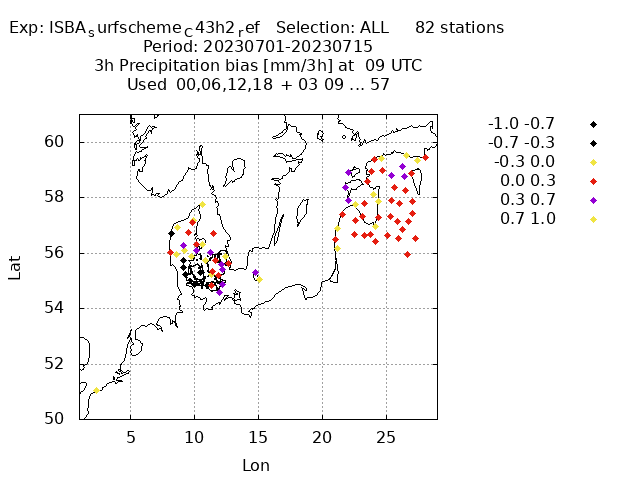 Exp: ISBAsurfschemeC43h2ref   Selection: ALL     82 stations
Period: 20230701-20230715
3h Precipitation bias [mm/3h] at  09 UTC
Used  00,06,12,18 + 03 09 ... 57
-1.0 -0.7
-0.7 -0.3
-0.3 0.0
0.0 0.3
0.3 0.7
0.7 1.0
60
58
56
54
52
50
Lat
5 10 15 20 25
Lon